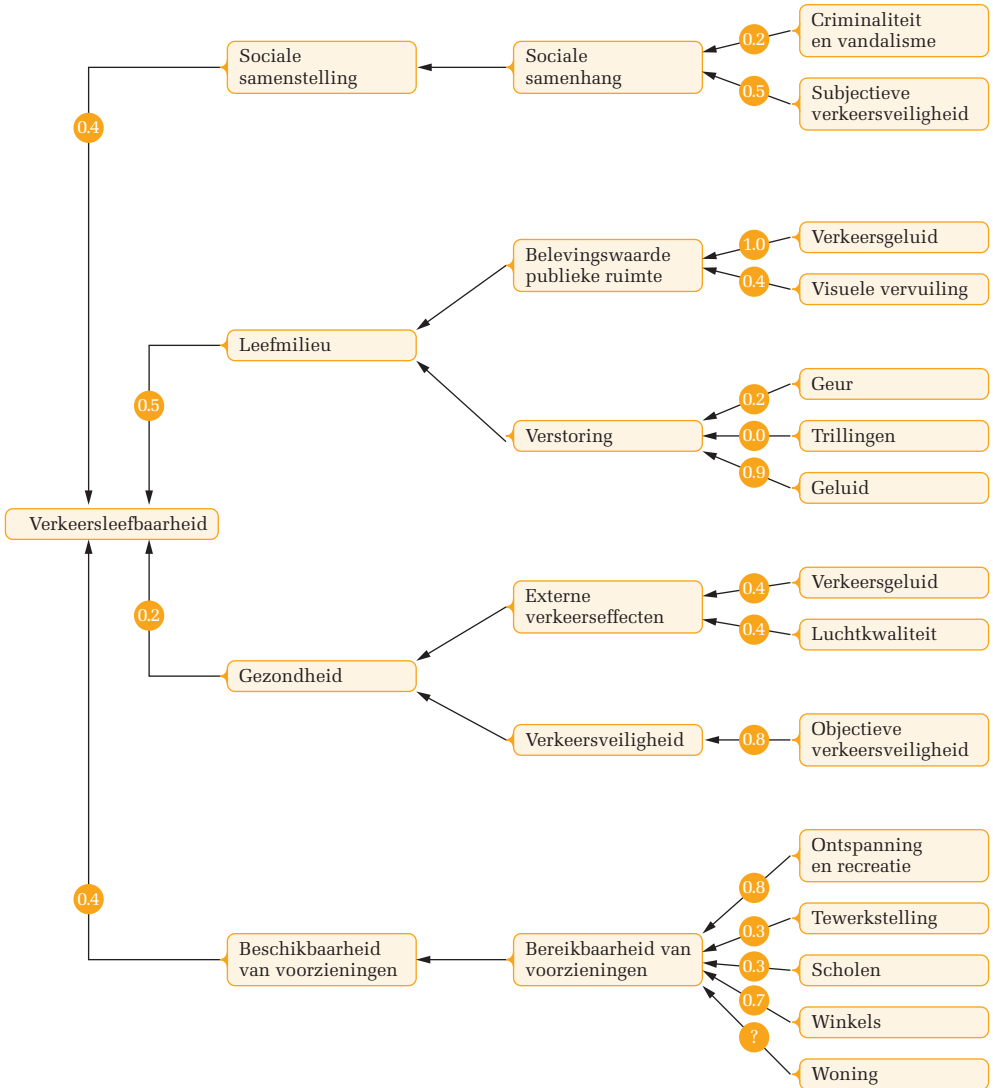 Criminaliteit
en vandalisme
0.2
Sociale
samenstelling
Sociale
samenhang
0.5
Subjectieve
verkeersveiligheid
0.4
Belevingswaarde
publieke ruimte
1.0
Verkeersgeluid
0.4
Visuele vervuiling
Leefmilieu
0.5
Verstoring
0.2
Geur
0.0
Trillingen
0.9
Geluid
Verkeersleefbaarheid
Externe
verkeerseffecten
0.4
Verkeersgeluid
0.4
Luchtkwaliteit
0.2
Gezondheid
Verkeersveiligheid
0.8
Objectieve
verkeersveiligheid
0.4
Beschikbaarheid
van voorzieningen
Bereikbaarheid van
voorzieningen
0.8
Ontspanning
en recreatie
0.3
Tewerkstelling
0.3
Scholen
0.7
Winkels
?
Woning